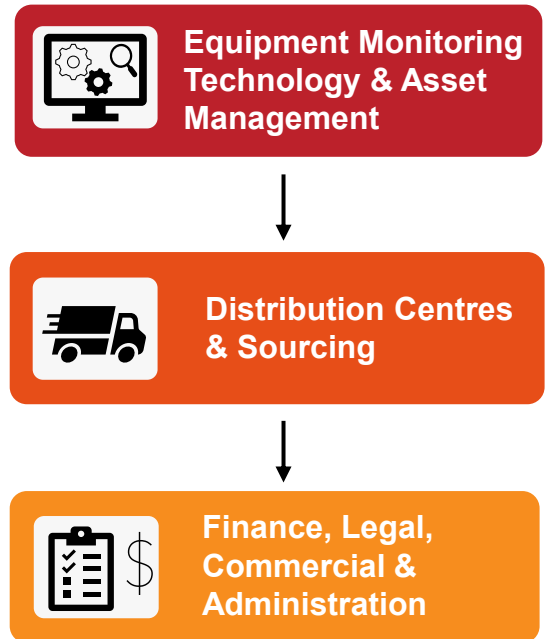 Equipment Monitoring
Technology & Asset
Management
Distribution Centres
& Sourcing
Finance, Legal,
Commercial &
Administration
$